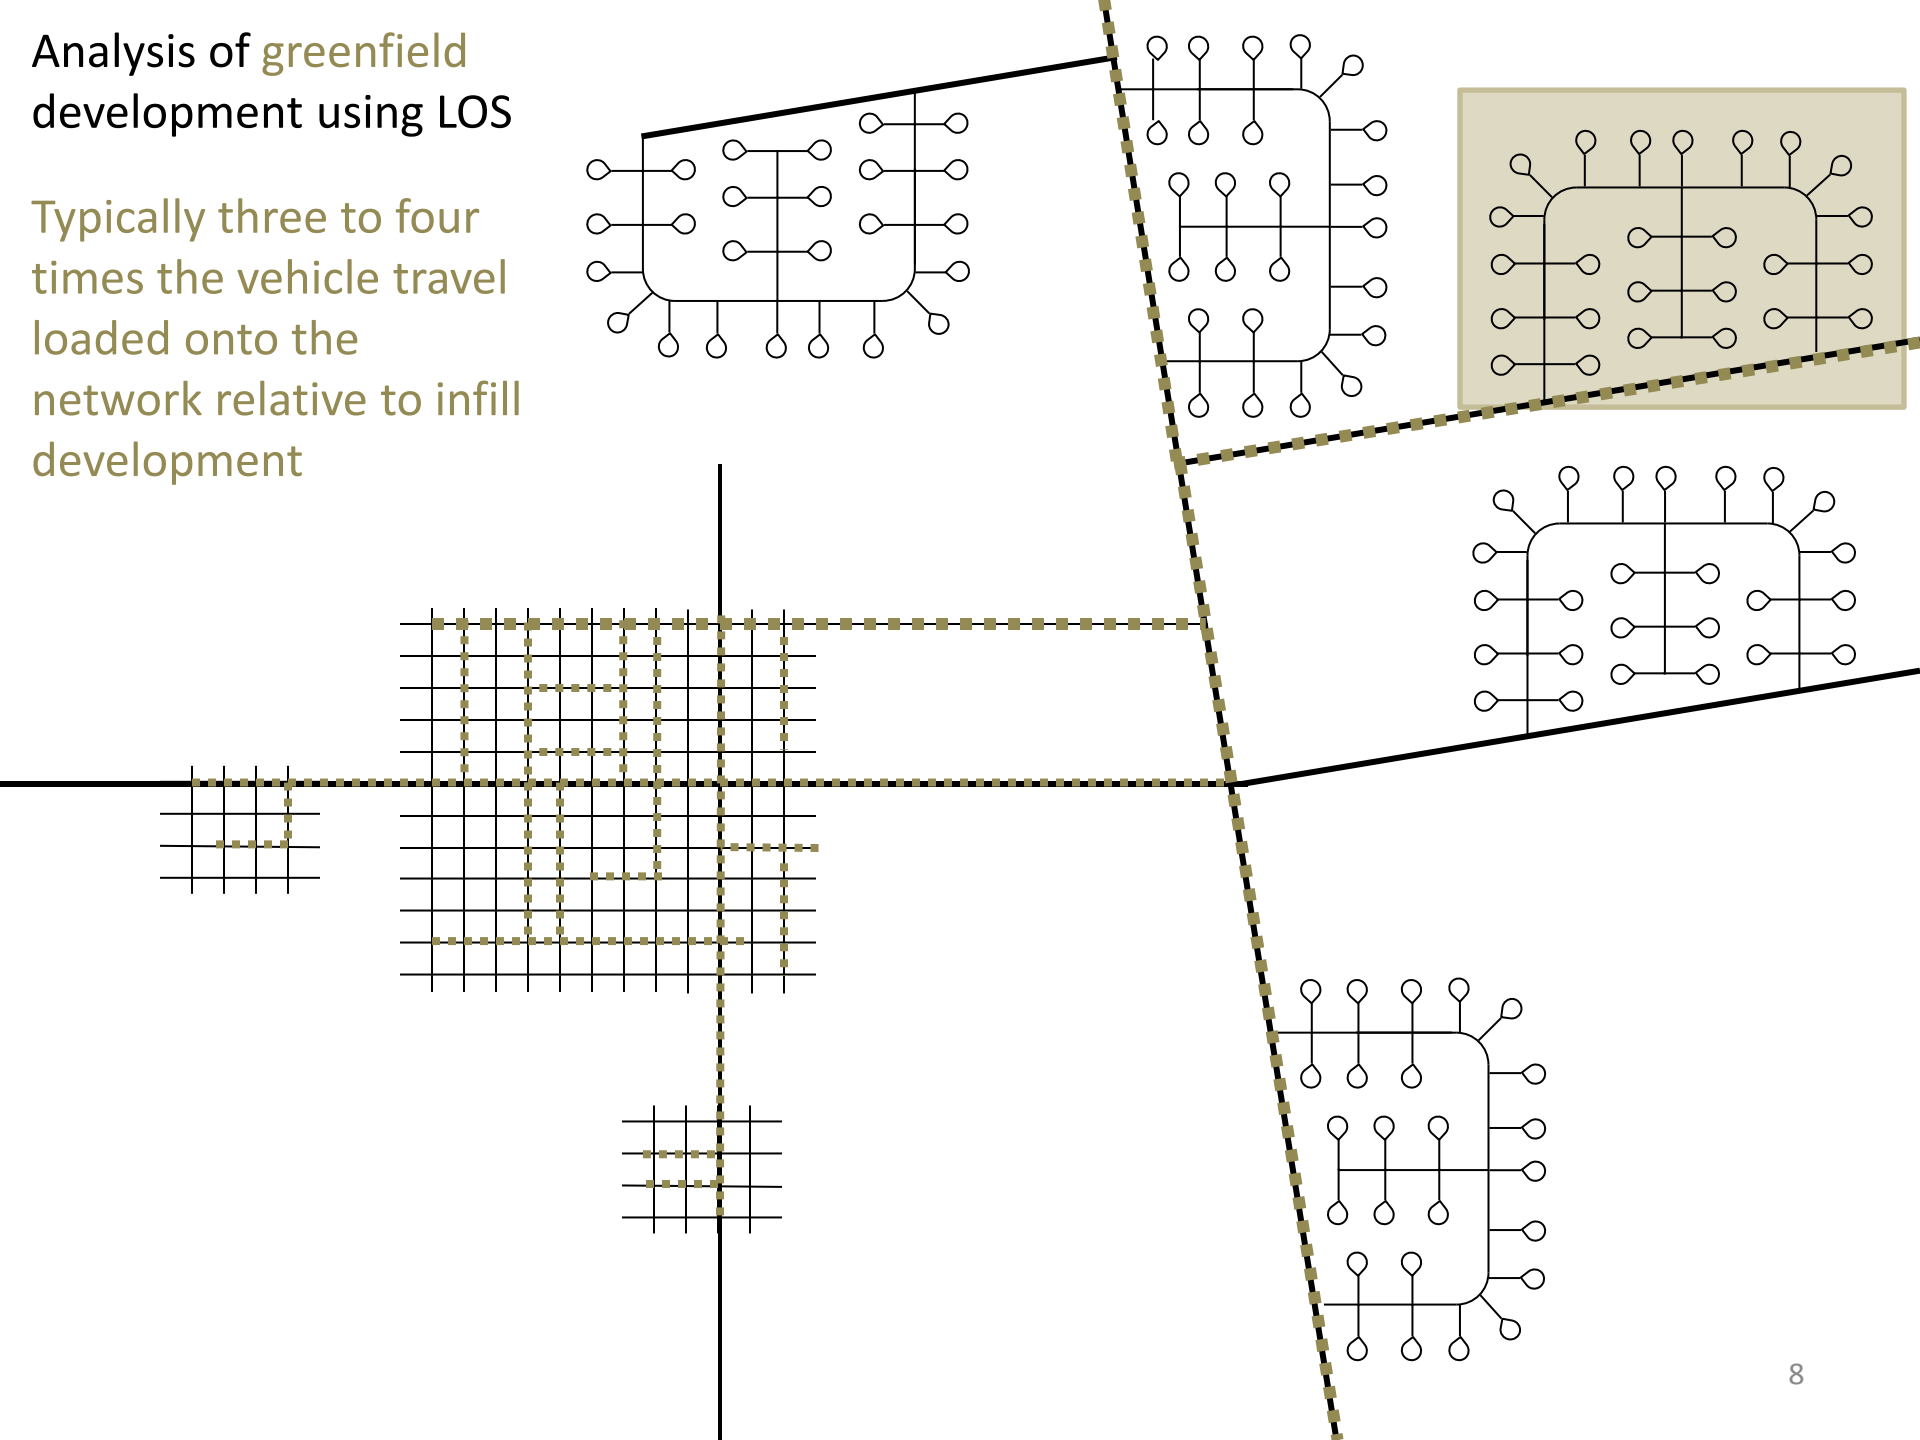 Analysis of greenfield
development using LOS
Typically three to four
times the vehicle travel
loaded onto the
network relative to infill
development
8